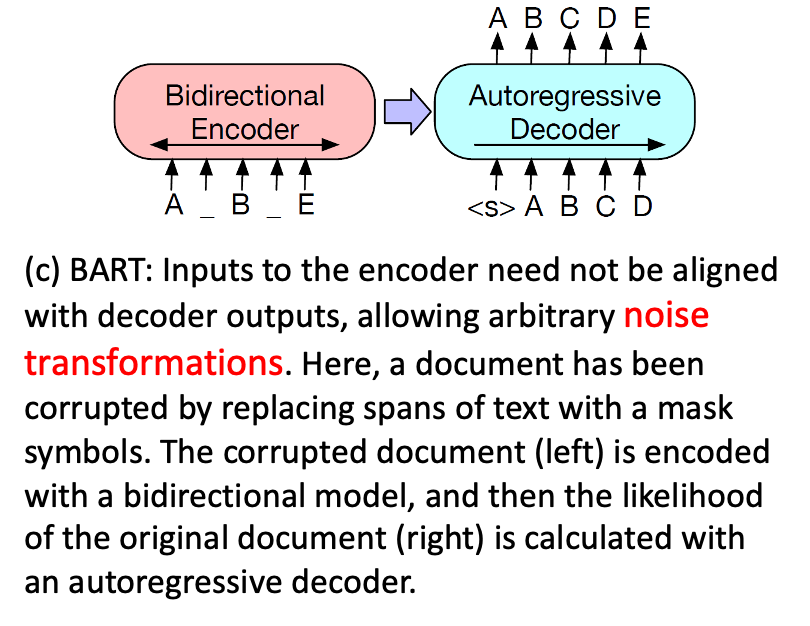 A B C D E
Bidirectional Encoder
Autoregressive Decoder
A _ B _ E
<s> A B C D
(c) BART: Inputs to the encoder need not be aligned
with decoder outputs, allowing arbitrary noise
transformations. Here, a document has been
corrupted by replacing spans of text with a mask
symbols. The corrupted document (left) is encoded
with a bidirectional model, and then the likelihood
of the original document (right) is calculated with
an autoregressive decoder.